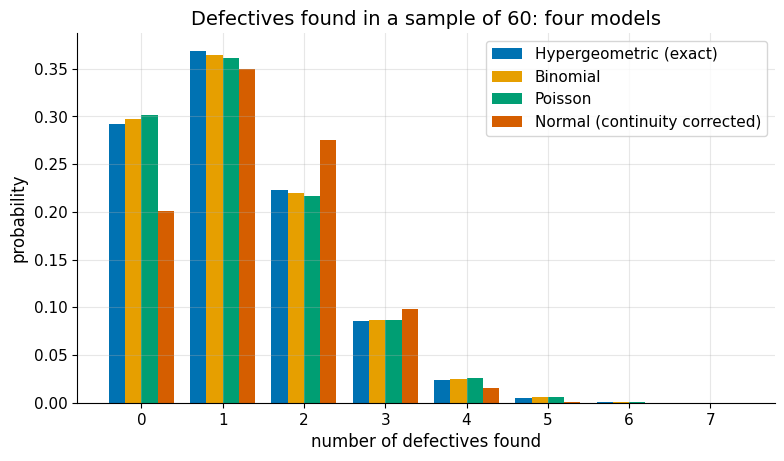 Defectives found in a sample of 60: four models
Hypergeometric (exact)
Binomial
Poisson
Normal (continuity corrected)
probability
0.35
0.30
0.25
0.20
0.15
0.10
0.05
0.00
0 1 2 3 4 5 6 7
number of defectives found